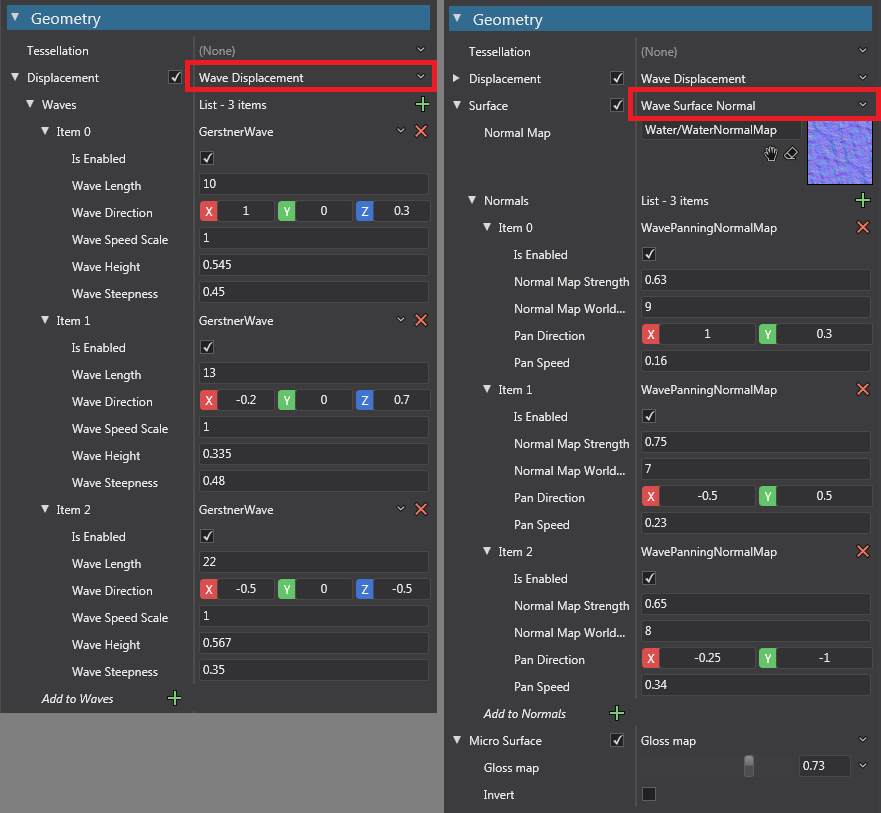 Geometry
Tessellation (None)
Displacement Wave Displacement
Waves List - 3 items
Item 0 GerstnerWave
Is Enabled
Wave Length 10
Wave Direction X 1 Y 0 Z 0.3
Wave Speed Scale 1
Wave Height 0.545
Wave Steepness 0.45
Item 1 GerstnerWave
Is Enabled
Wave Length 13
Wave Direction X -0.2 Y 0 Z 0.7
Wave Speed Scale 1
Wave Height 0.335
Wave Steepness 0.48
Item 2 GerstnerWave
Is Enabled
Wave Length 22
Wave Direction X -0.5 Y 0 Z -0.5
Wave Speed Scale 1
Wave Height 0.567
Wave Steepness 0.35
Add to Waves
Geometry
Tessellation (None)
Displacement Wave Displacement
Surface Wave Surface Normal
Normal Map Water/WaterNormalMap
Normals List - 3 items
Item 0 WavePanningNormalMap
Is Enabled
Normal Map Strength 0.63
Normal Map World... 9
Pan Direction X 1 Y 0.3
Pan Speed 0.16
Item 1 WavePanningNormalMap
Is Enabled
Normal Map Strength 0.75
Normal Map World... 7
Pan Direction X -0.5 Y 0.5
Pan Speed 0.23
Item 2 WavePanningNormalMap
Is Enabled
Normal Map Strength 0.65
Normal Map World... 8
Pan Direction X -0.25 Y -1
Pan Speed 0.34
Add to Normals
Micro Surface Gloss map
Gloss map 0.73
Invert